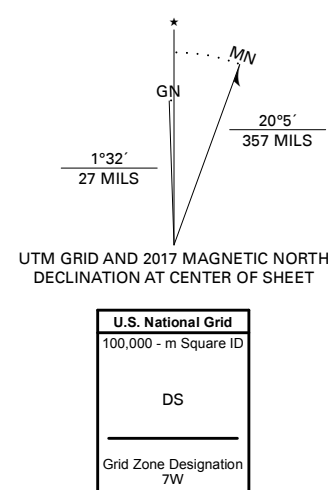 ★
MN
GN
20°5´
357 MILS
1°32´
27 MILS
UTM GRID AND 2017 MAGNETIC NORTH
DECLINATION AT CENTER OF SHEET
U.S. National Grid
100,000 - m Square ID
DS
Grid Zone Designation
7W